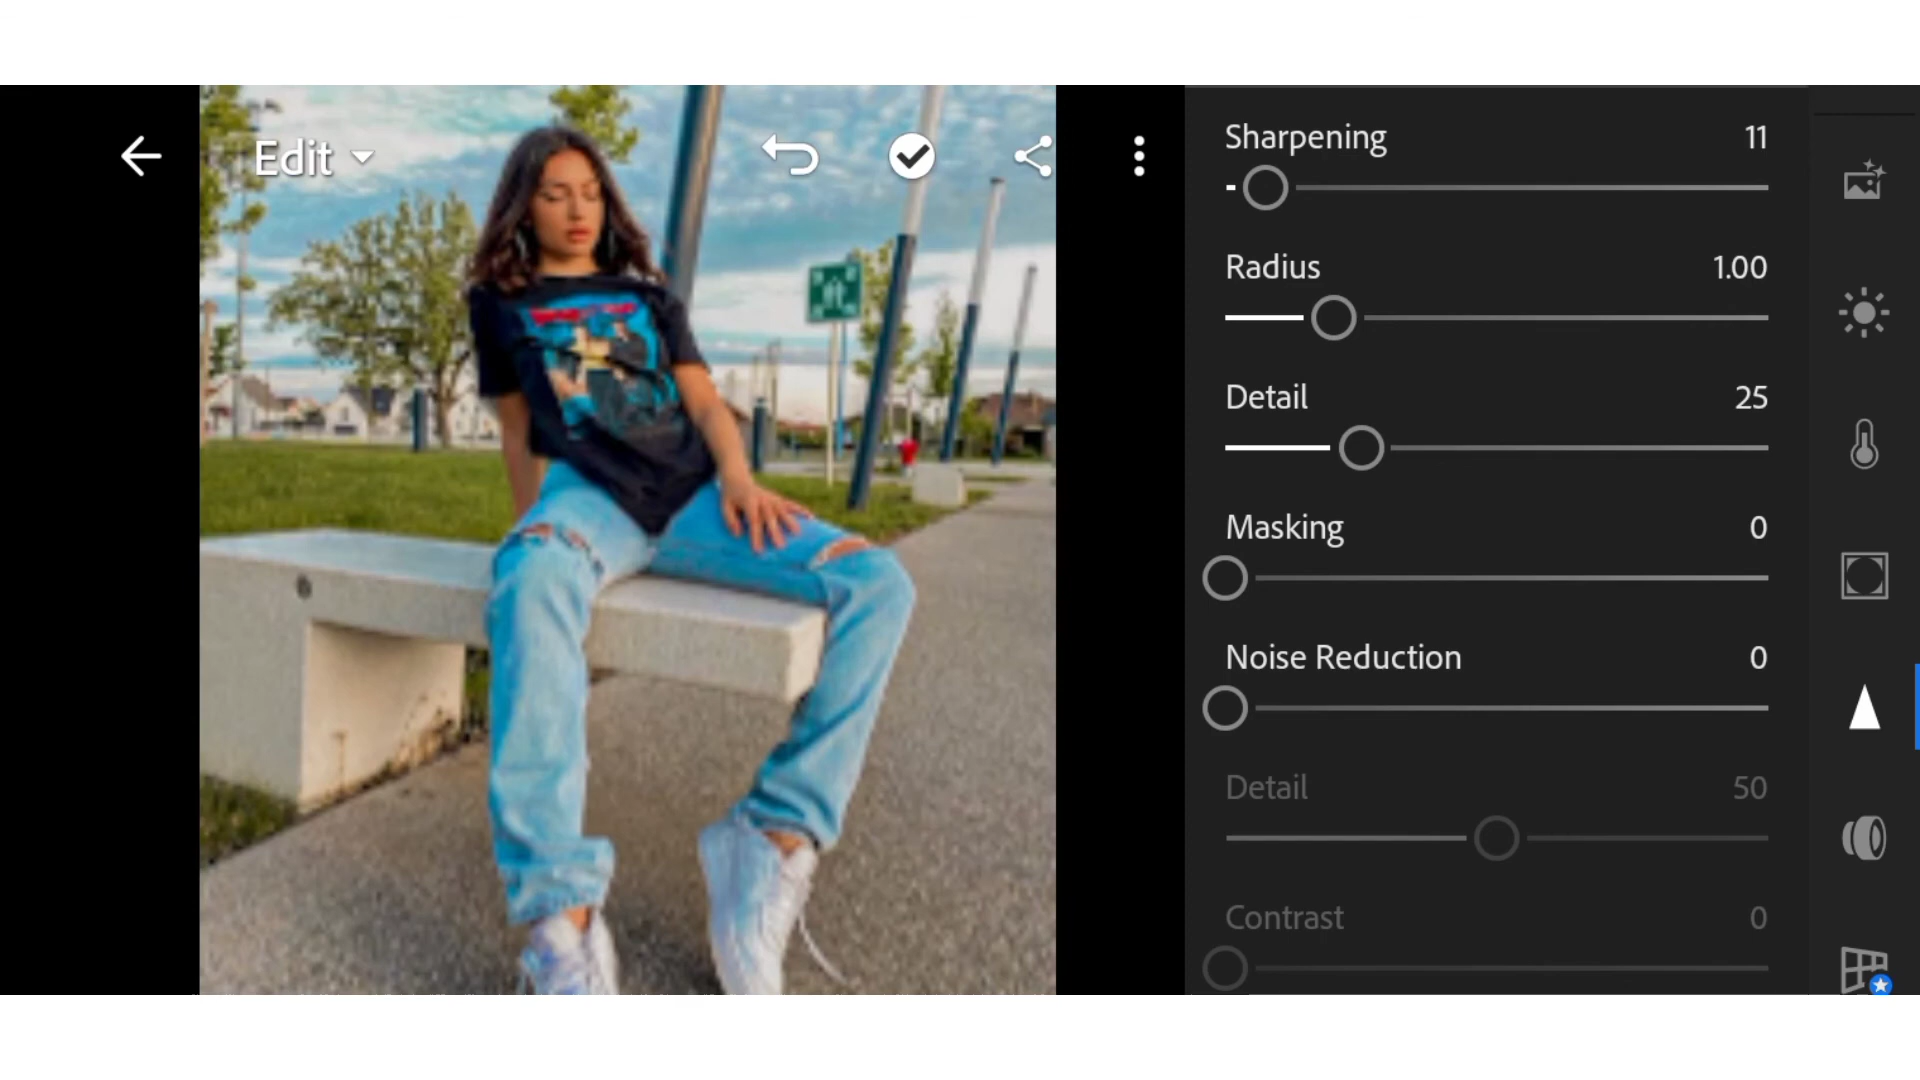 Edit
Sharpening 11
Radius 1.00
Detail 25
Masking 0
Noise Reduction 0
Detail 50
Contrast 0